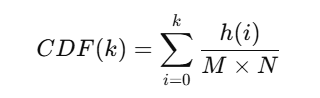 CDF(k) = \sum_{i=0}^{k} \frac{h(i)}{M \times N}